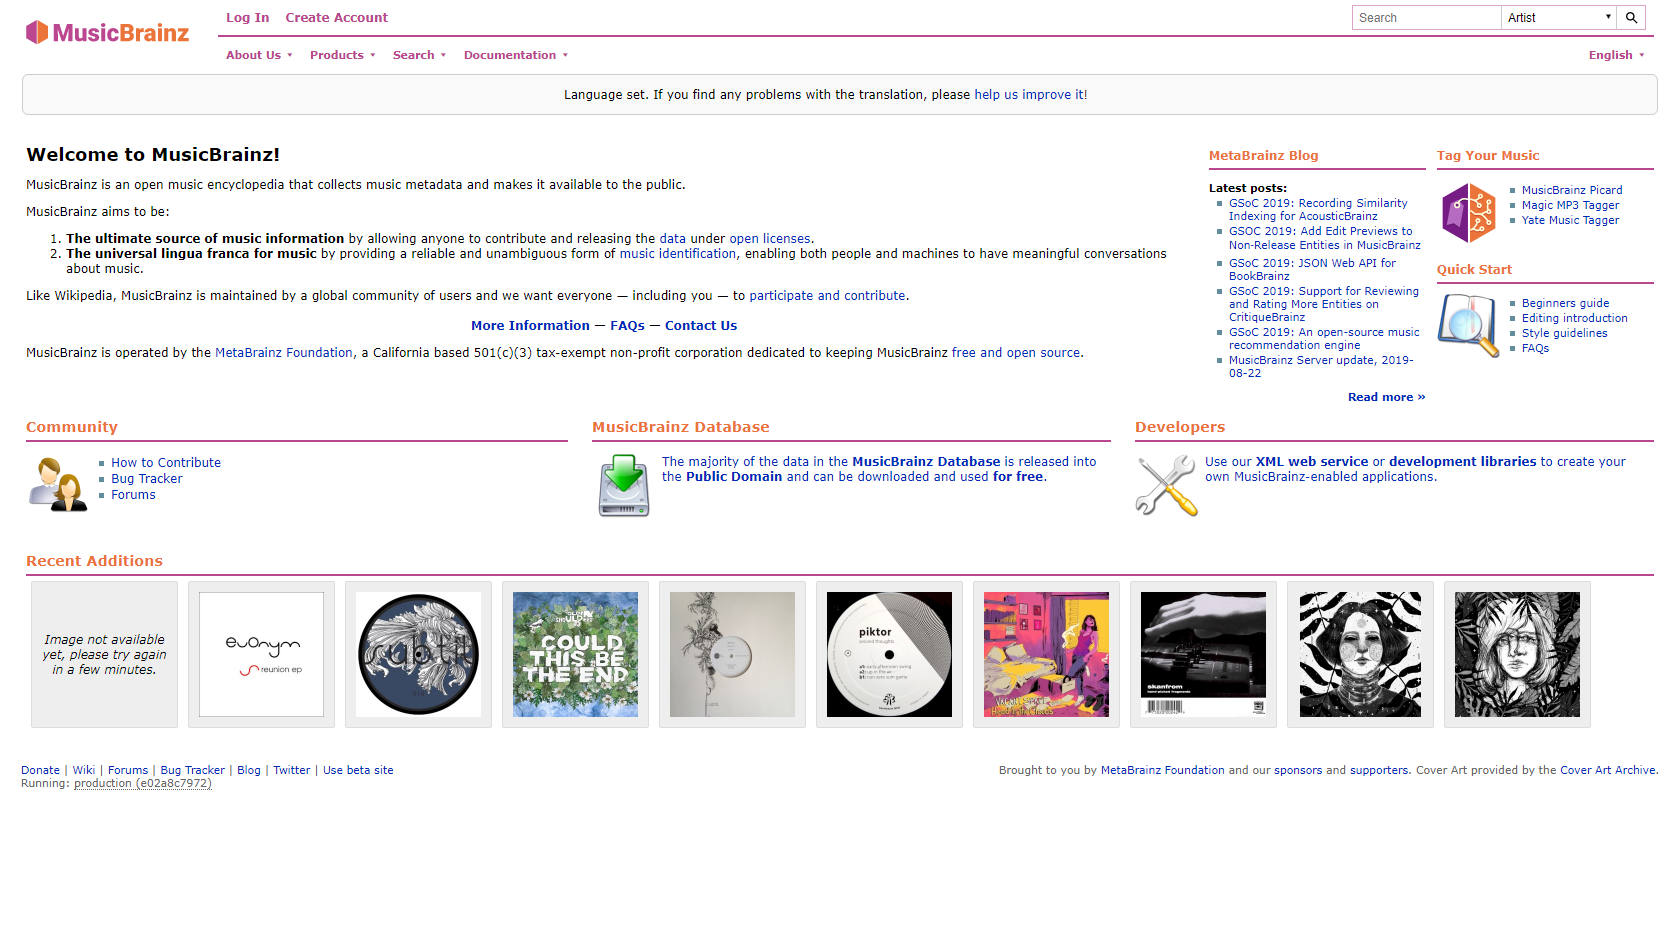 MusicBrainz
Log In Create Account
Search Artist
About Us Products Search Documentation
English
Language set. If you find any problems with the translation, please help us improve it!
Welcome to MusicBrainz!
MusicBrainz is an open music encyclopedia that collects music metadata and makes it available to the public.
MusicBrainz aims to be:
1. The ultimate source of music information by allowing anyone to contribute and releasing the data under open licenses.
2. The universal lingua franca for music by providing a reliable and unambiguous form of music identification, enabling both people and machines to have meaningful conversations
about music.
Like Wikipedia, MusicBrainz is maintained by a global community of users and we want everyone — including you — to participate and contribute.
More Information — FAQs — Contact Us
MusicBrainz is operated by the MetaBrainz Foundation, a California based 501(c)(3) tax-exempt non-profit corporation dedicated to keeping MusicBrainz free and open source.
MetaBrainz Blog
Latest posts:
GSoC 2019: Recording Similarity
Indexing for AcousticBrainz
GSOC 2019: Add Edit Previews to
Non-Release Entities in MusicBrainz
GSoC 2019: JSON Web API for
BookBrainz
GSoC 2019: Support for Reviewing
and Rating More Entities on
CritiqueBrainz
GSoC 2019: An open-source music
recommendation engine
MusicBrainz Server update, 2019-
08-22
Read more »
Tag Your Music
MusicBrainz Picard
Magic MP3 Tagger
Yate Music Tagger
Quick Start
Beginners guide
Editing introduction
Style guidelines
FAQs
Community
How to Contribute
Bug Tracker
Forums
MusicBrainz Database
The majority of the data in the MusicBrainz Database is released into
the Public Domain and can be downloaded and used for free.
Developers
Use our XML web service or development libraries to create your
own MusicBrainz-enabled applications.
Recent Additions
Image not available
yet, please try again
in a few minutes.
evonym
reunion ep
COULD
THIS BE
THE END
piktor
second thoughts
skanfrom
Donate | Wiki | Forums | Bug Tracker | Blog | Twitter | Use beta site
Running: production (e02a8c7972)
Brought to you by MetaBrainz Foundation and our sponsors and supporters. Cover Art provided by the Cover Art Archive.